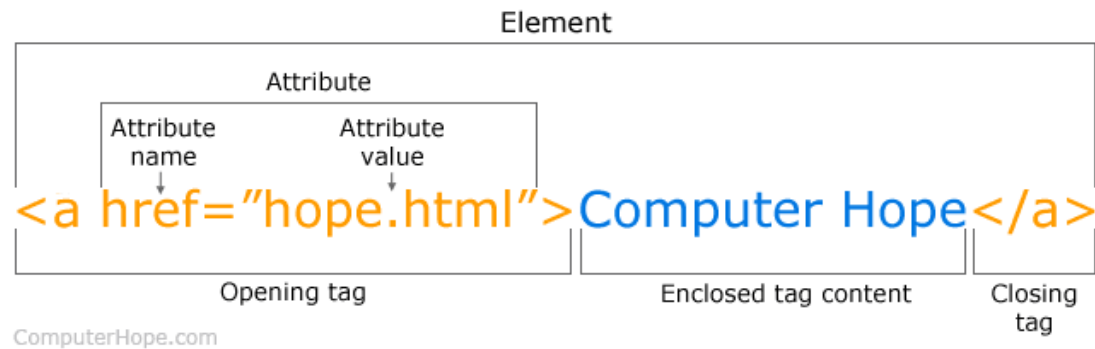 Element
Attribute
Attribute name
Attribute value
<a href=”hope.html”>Computer Hope</a>
Opening tag
Enclosed tag content
Closing tag
ComputerHope.com